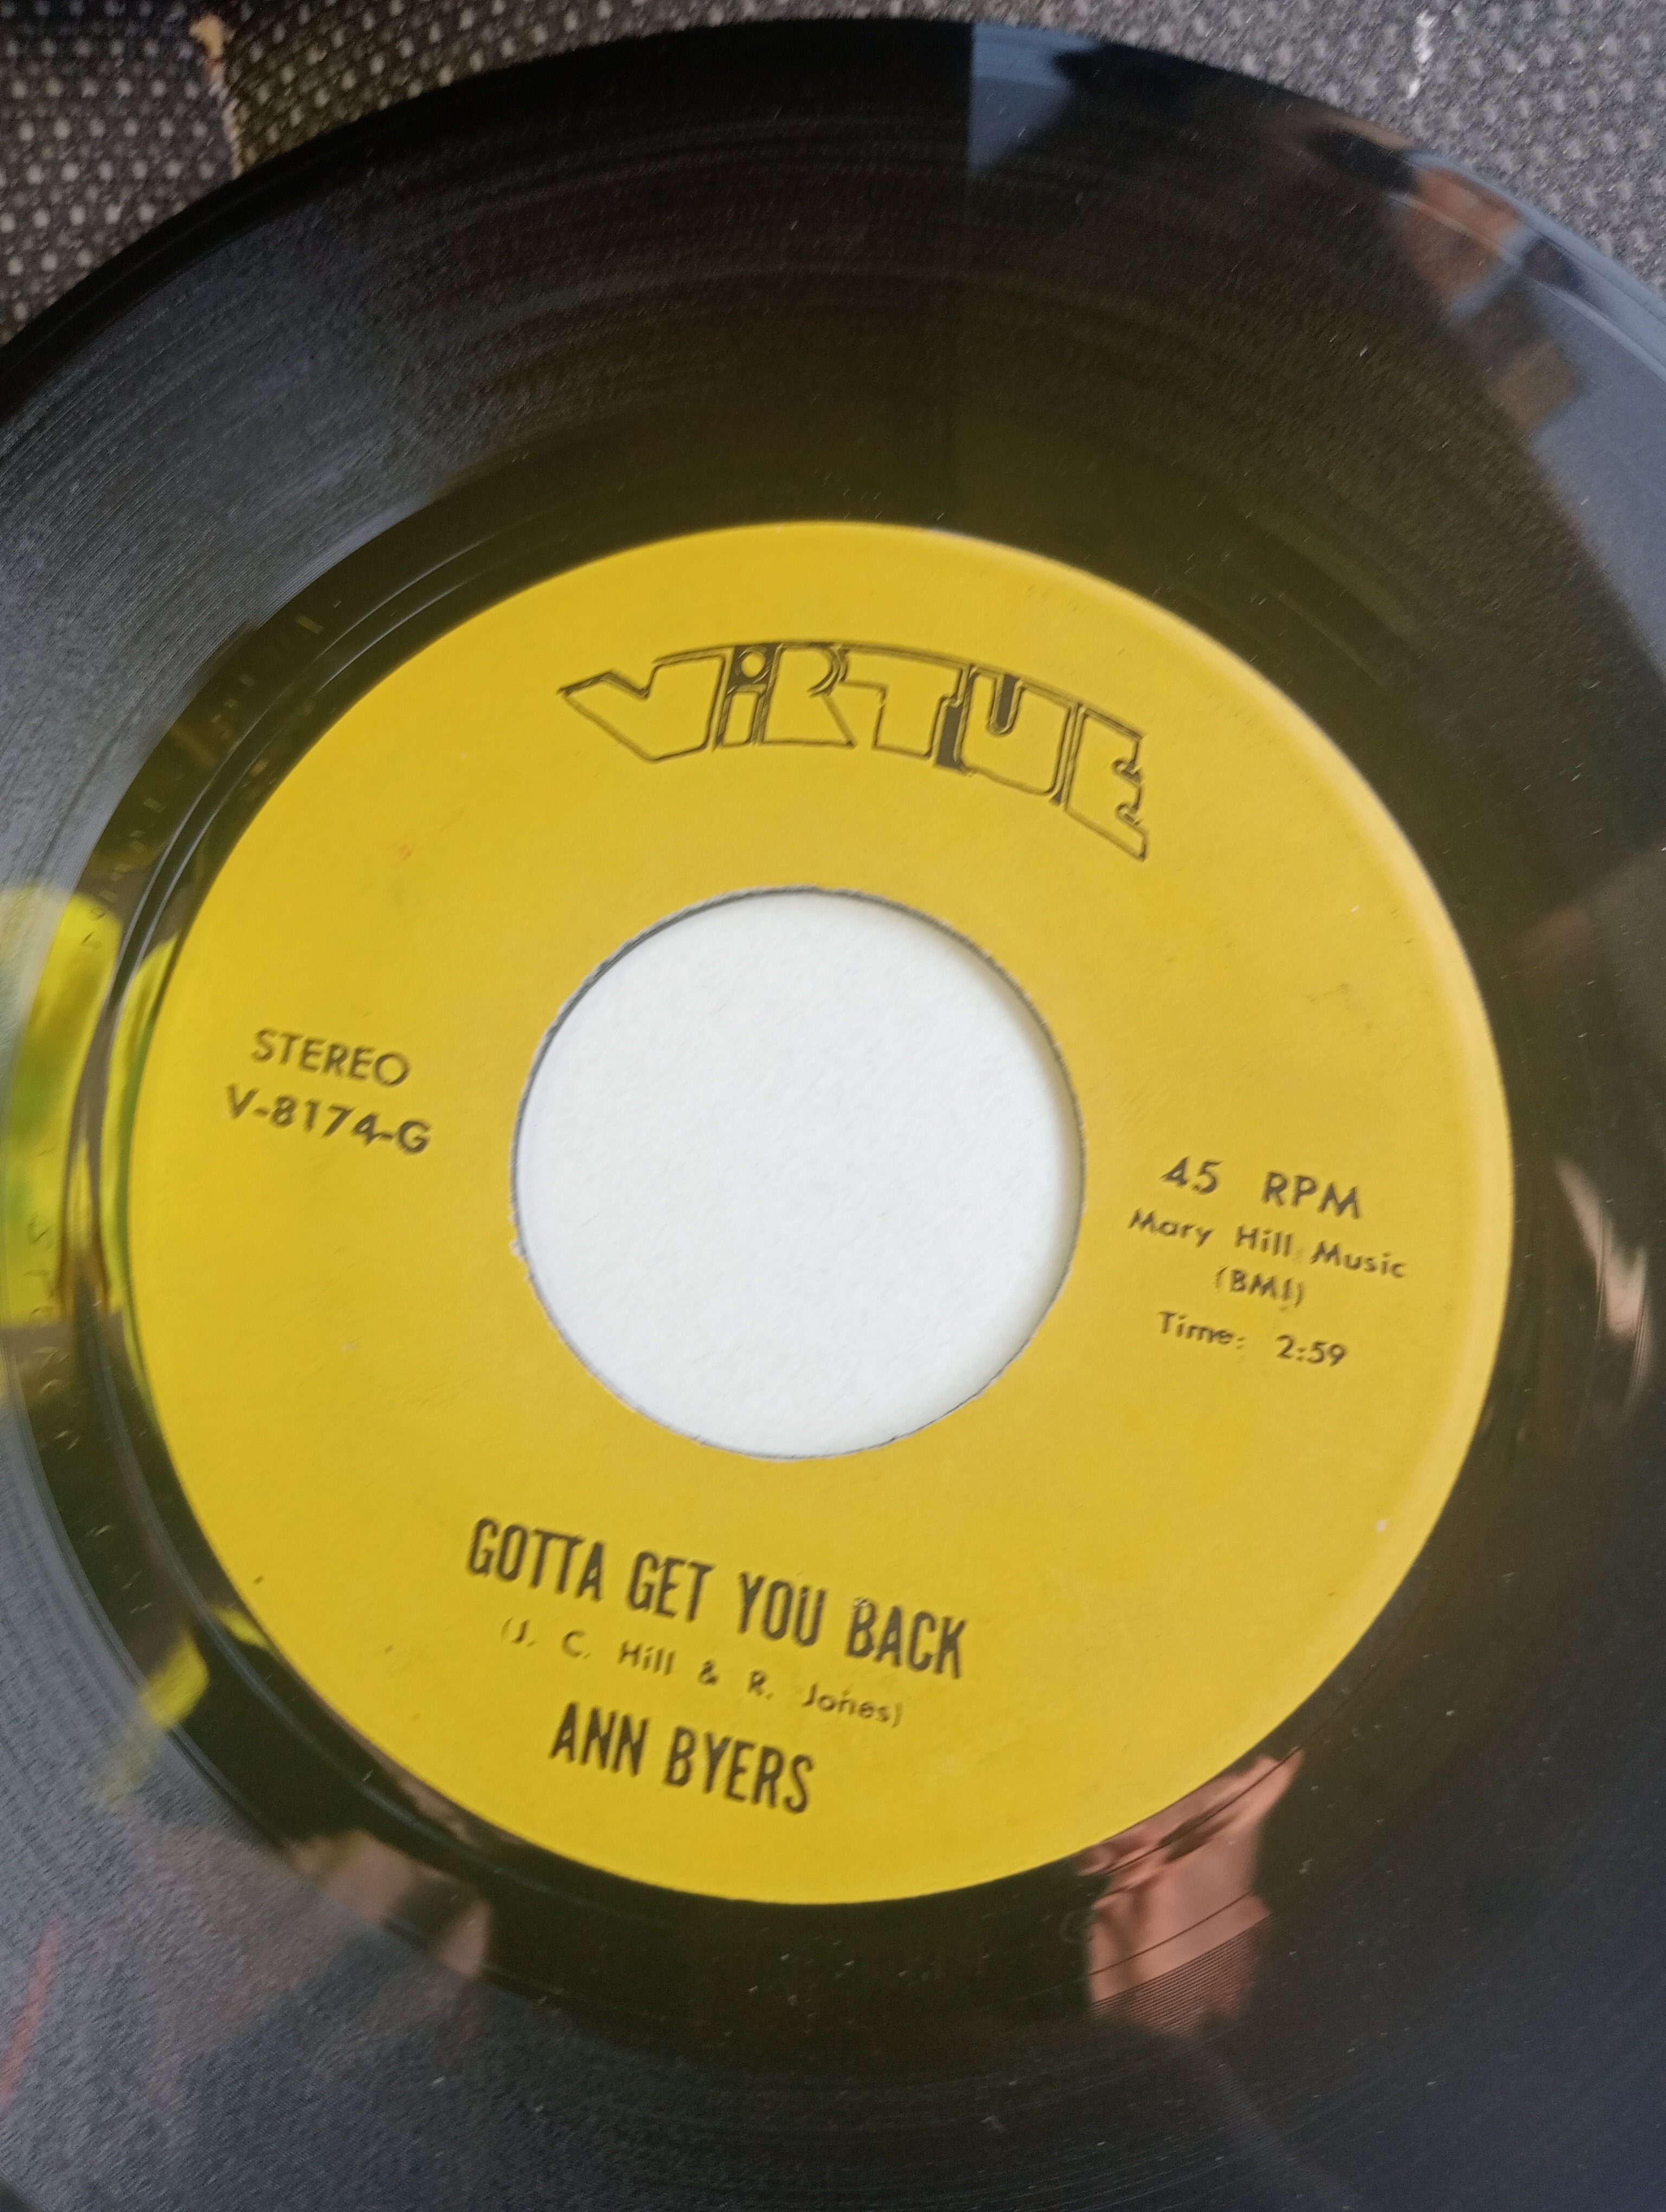 ViRTUE
STEREO
V-8174-G
45 RPM
Mary Hill Music
(BMI)
Time: 2:59
GOTTA GET YOU BACK
(J. C. Hill & R. Jones)
ANN BYERS